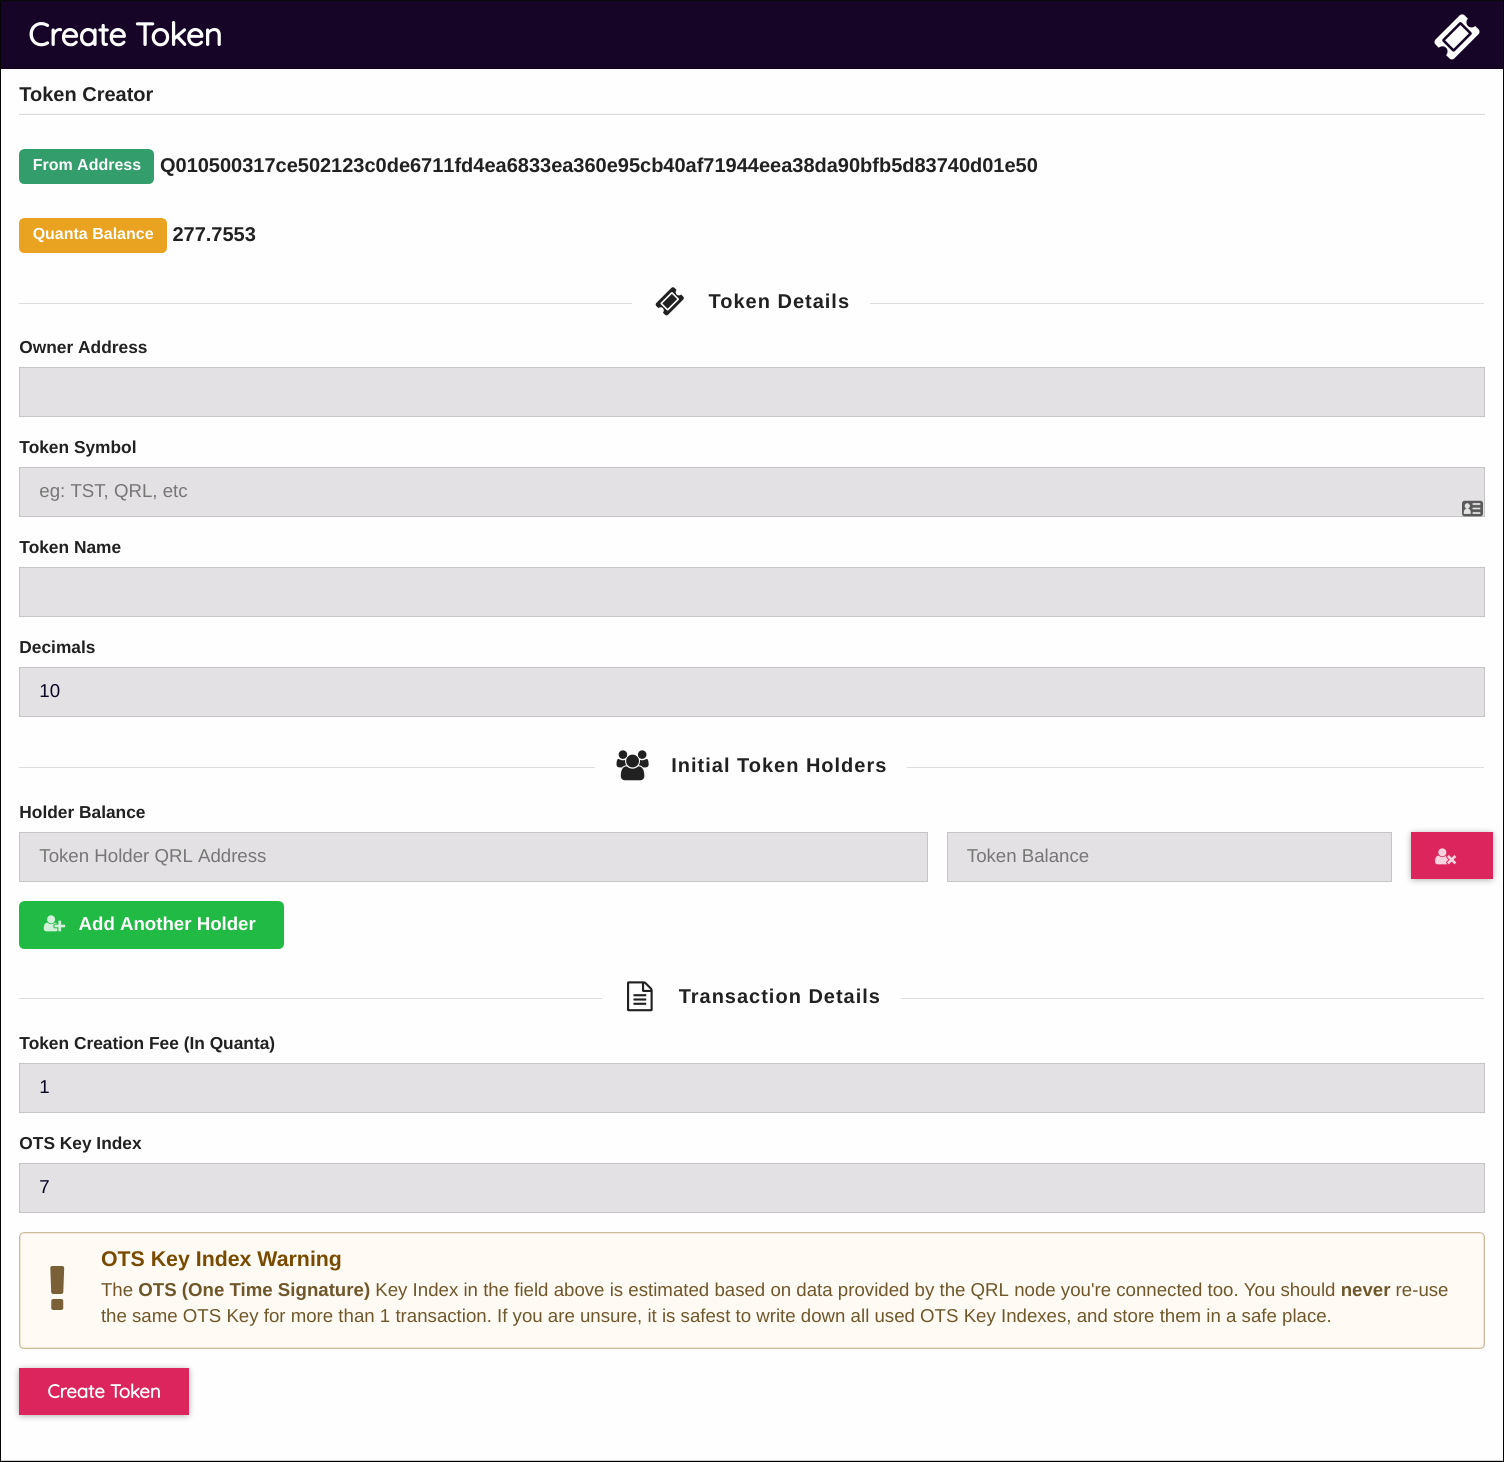 Create Token
Token Creator
From Address Q010500317ce502123c0de6711fd4ea6833ea360e95cb40af71944eea38da90bfb5d83740d01e50
Quanta Balance 277.7553
Token Details
Owner Address
Token Symbol
eg: TST, QRL, etc
Token Name
Decimals
10
Initial Token Holders
Holder Balance
Token Holder QRL Address Token Balance
Add Another Holder
Transaction Details
Token Creation Fee (In Quanta)
1
OTS Key Index
7
OTS Key Index Warning
The OTS (One Time Signature) Key Index in the field above is estimated based on data provided by the QRL node you're connected too. You should never re-use
the same OTS Key for more than 1 transaction. If you are unsure, it is safest to write down all used OTS Key Indexes, and store them in a safe place.
Create Token